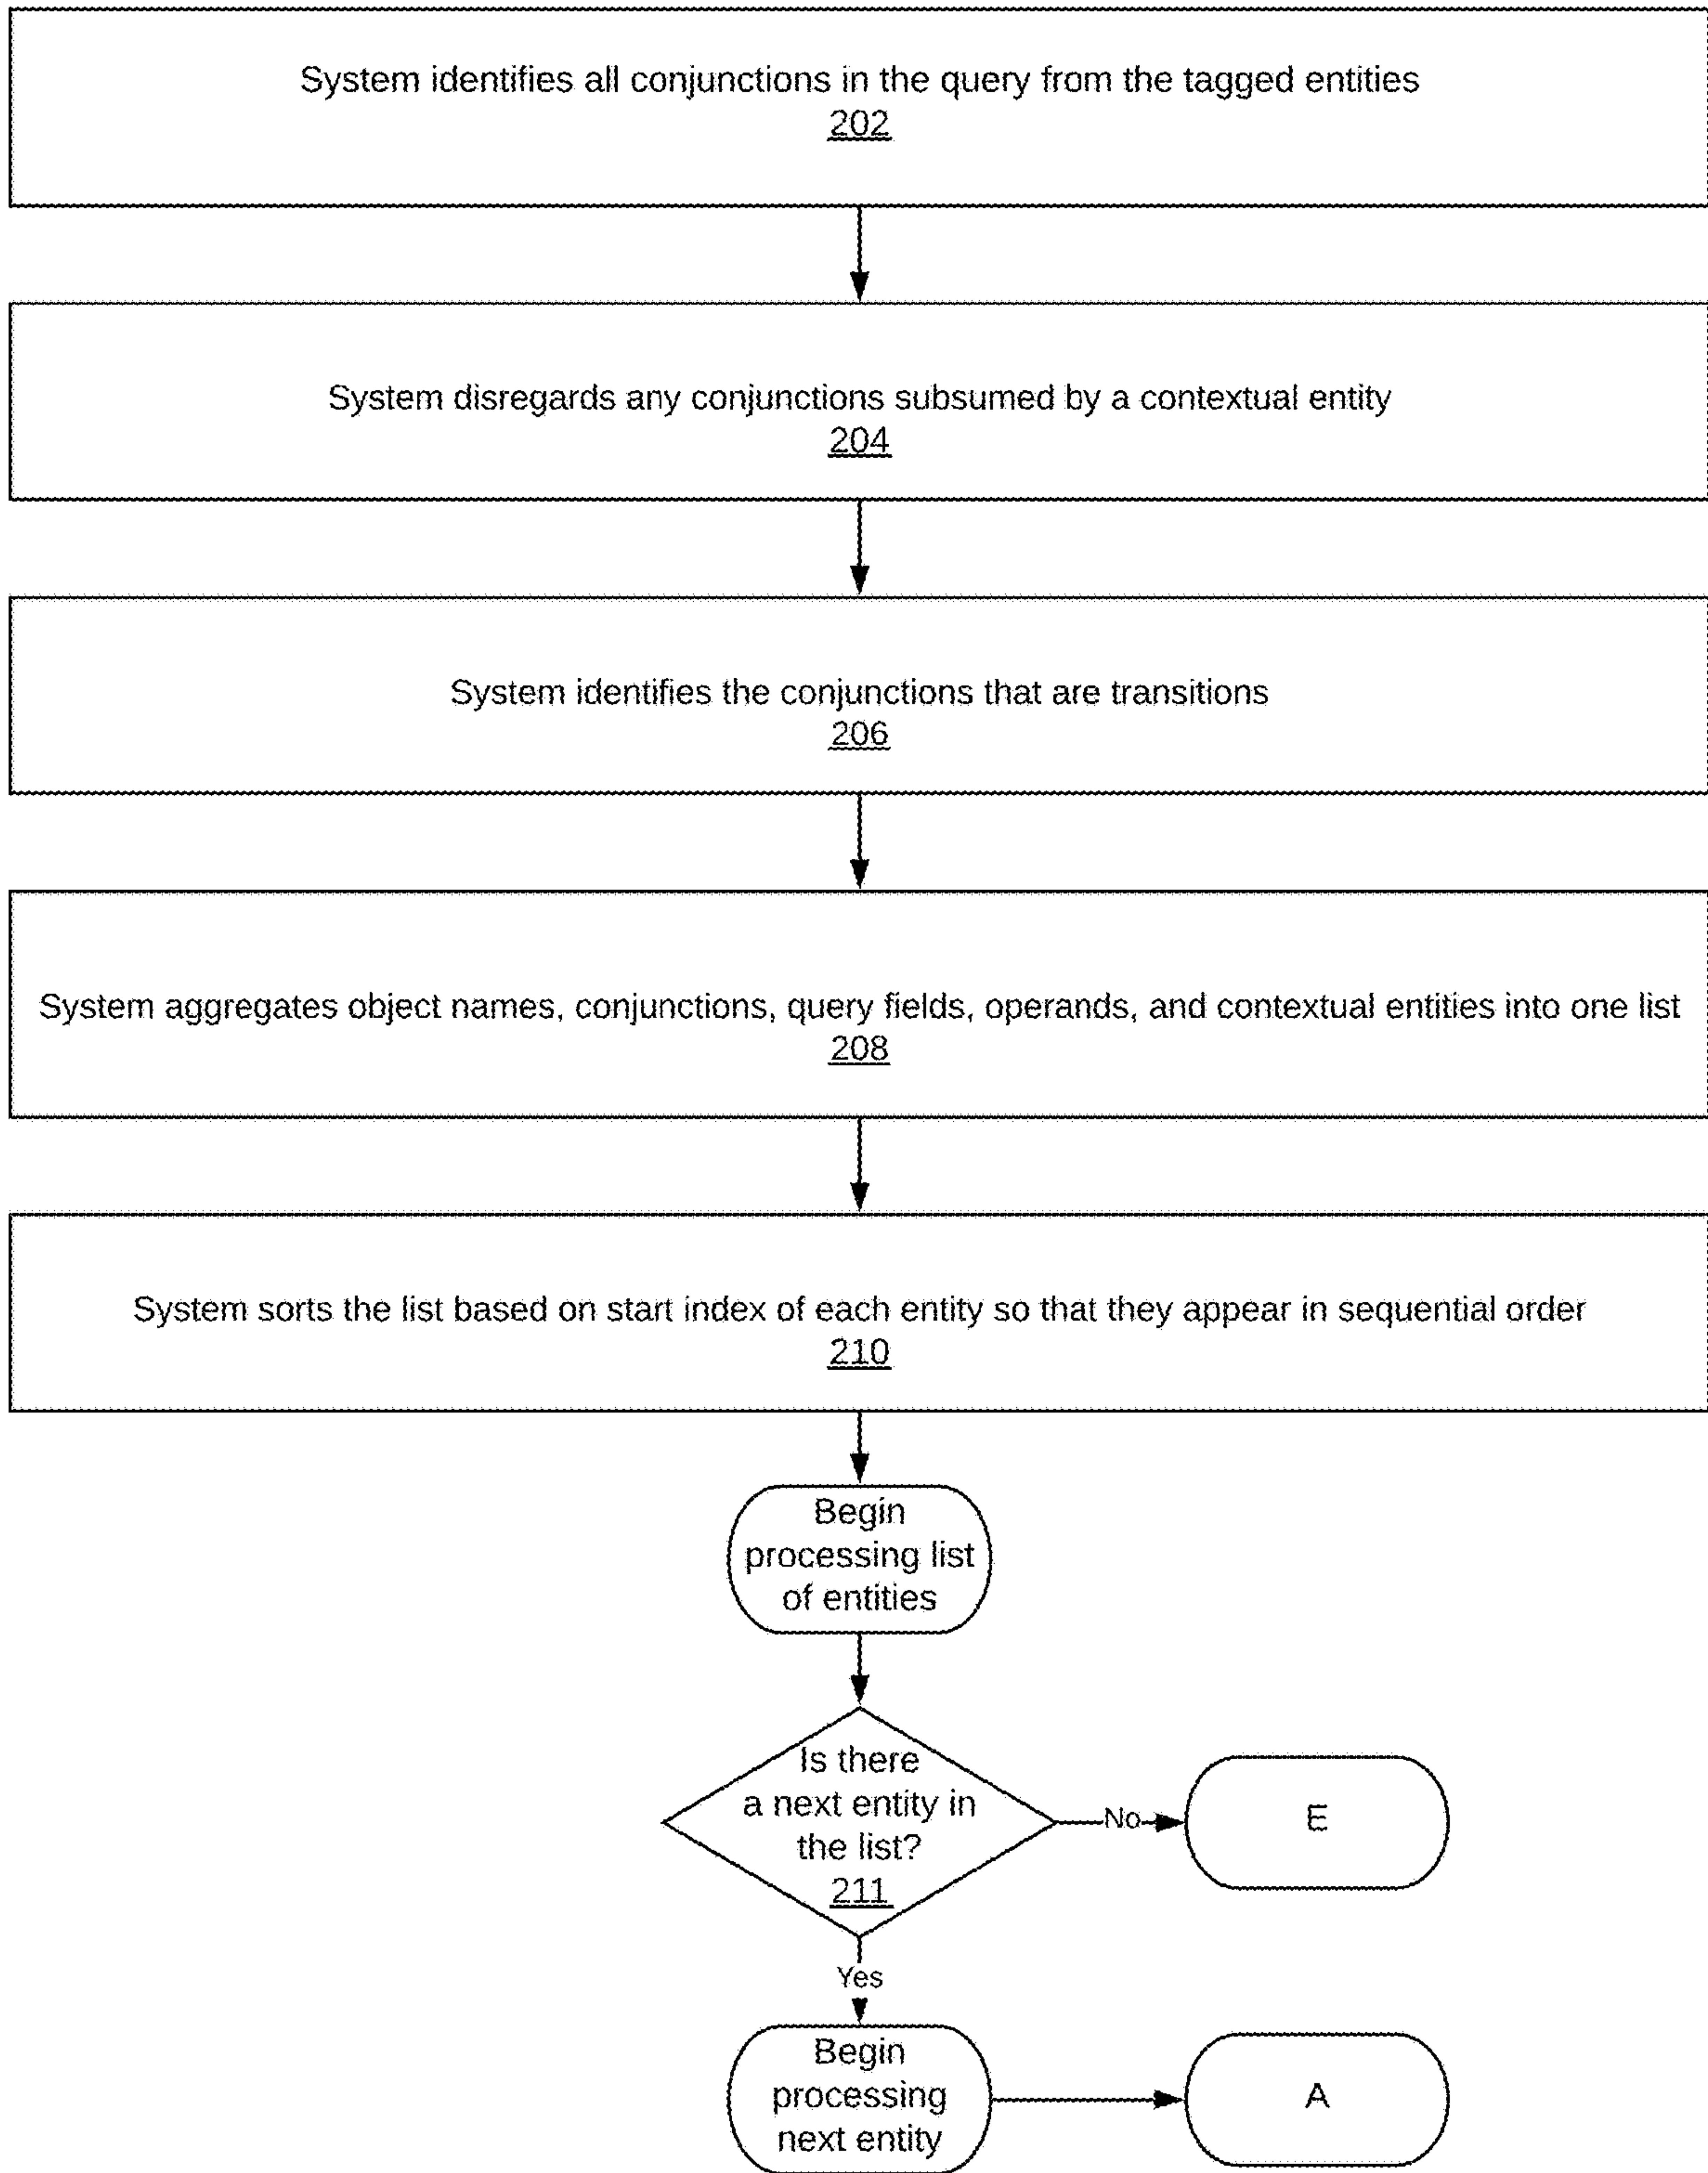 System identifies all conjunctions in the query from the tagged entities
202
System disregards any conjunctions subsumed by a contextual entity
204
System identifies the conjunctions that are transitions
206
System aggregates object names, conjunctions, query fields, operands, and contextual entities into one list
208
System sorts the list based on start index of each entity so that they appear in sequential order
210
Begin
processing list
of entities
Is there
a next entity in
the list?
211
No
E
Yes
Begin
processing
next entity
A